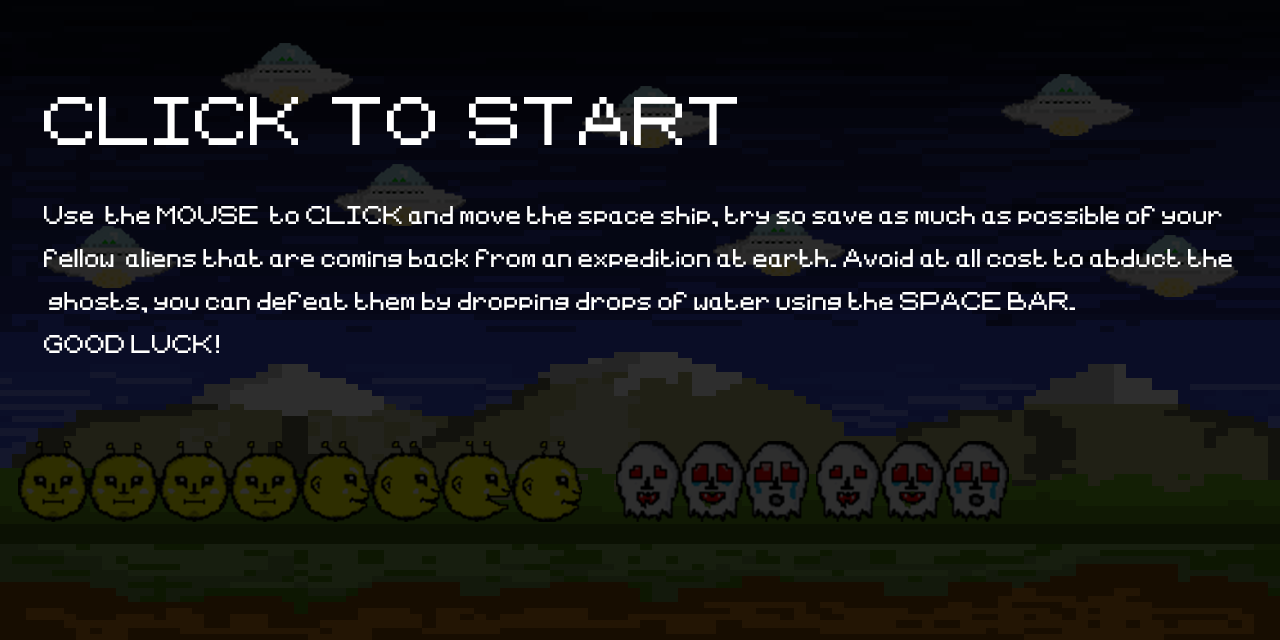 CLICK TO START
Use the MOUSE to CLICK and move the space ship, try so save as much as possible of your
fellow aliens that are coming back from an expedition at earth. Avoid at all cost to abduct the
ghosts, you can defeat them by dropping drops of water using the SPACE BAR.
GOOD LUCK!